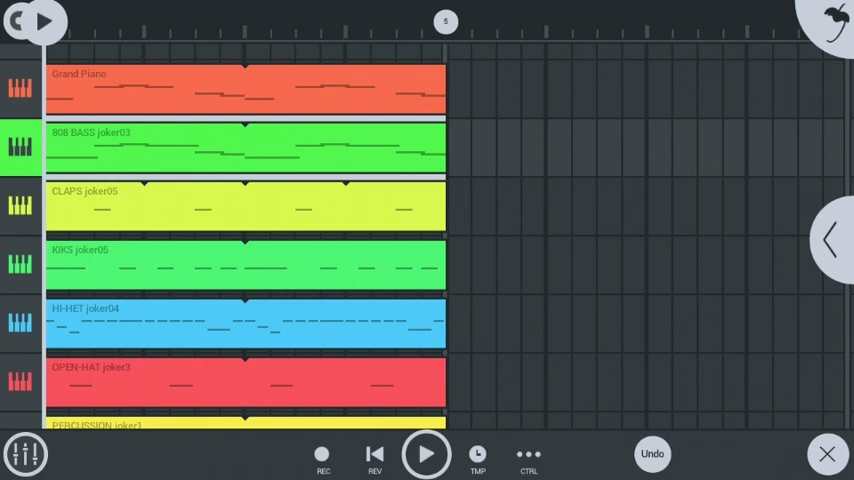 5
Grand Piano
808 BASS joker03
CLAPS joker05
KIKS joker05
HI-HET joker04
OPEN-HAT joker3
PERCUSSION joker1
REC
REV
TMP
CTRL
Undo